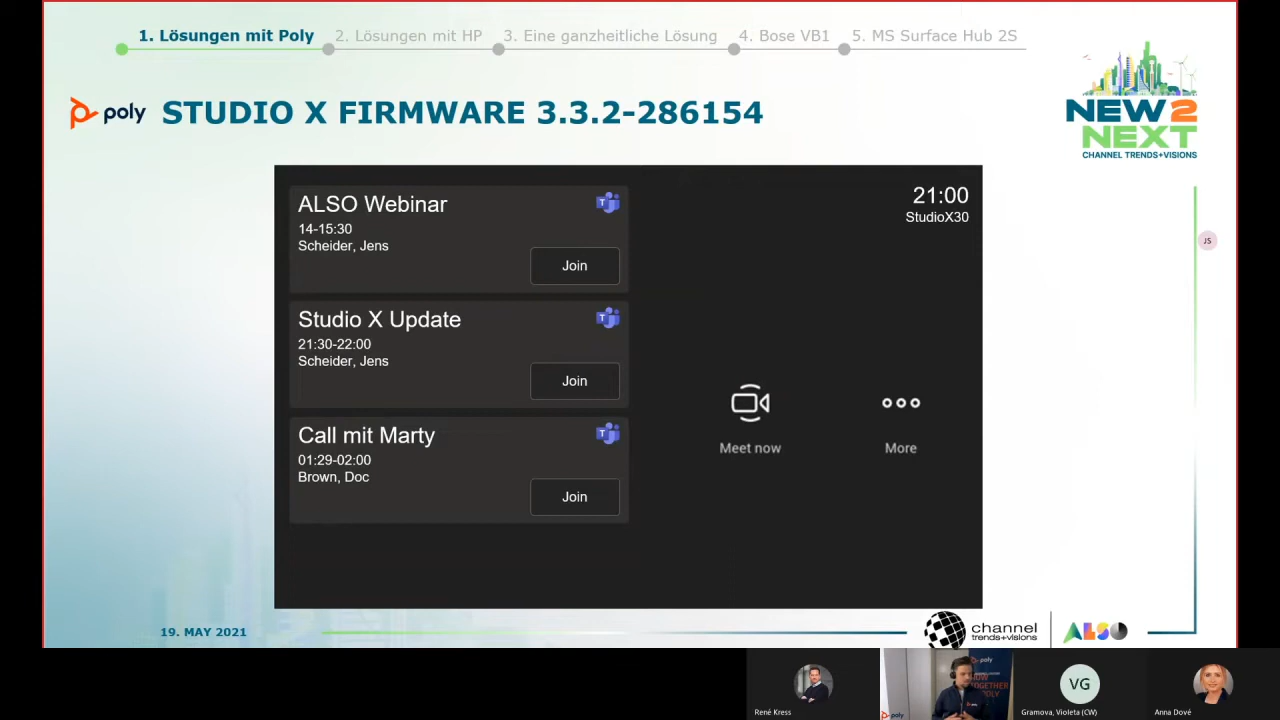 1. Lösungen mit Poly
2. Lösungen mit HP
3. Eine ganzheitliche Lösung
4. Bose VB1
5. MS Surface Hub 2S
poly
STUDIO X FIRMWARE 3.3.2-286154
NEW 2
NEXT
CHANNEL TRENDS+VISIONS
ALSO Webinar
14-15:30
Scheider, Jens
Join
Studio X Update
21:30-22:00
Scheider, Jens
Join
Call mit Marty
01:29-02:00
Brown, Doc
Join
21:00
StudioX30
Meet now
More
JS
19. MAY 2021
channel
trends+visions
ALSO
René Kress
poly
poly
VG
Gramova, Violeta (CW)
Anna Dové